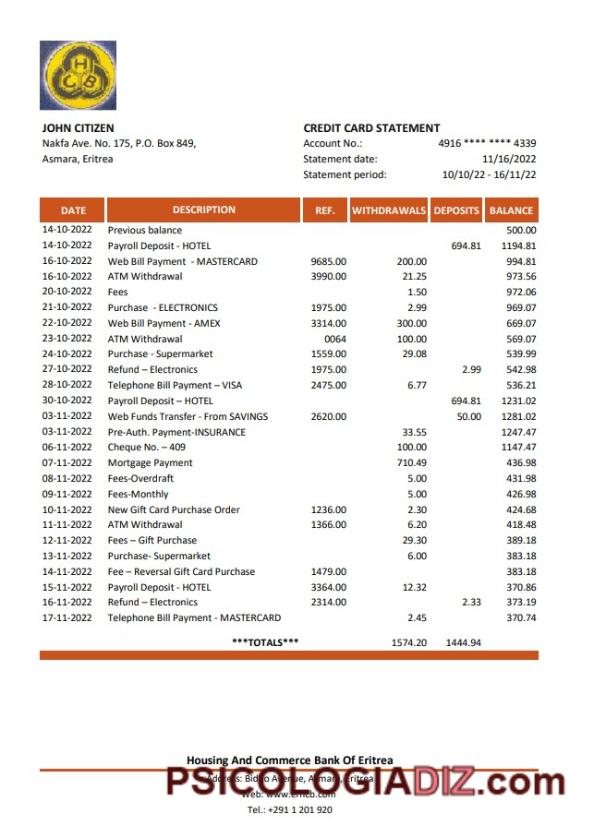 H
C B
JOHN CITIZEN
Nakfa Ave. No. 175, P.O. Box 849,
Asmara, Eritrea
CREDIT CARD STATEMENT
Account No.: 4916 **** **** 4339
Statement date: 11/16/2022
Statement period: 10/10/22 - 16/11/22
DATE DESCRIPTION REF. WITHDRAWALS DEPOSITS BALANCE
14-10-2022 Previous balance 500.00
14-10-2022 Payroll Deposit - HOTEL 694.81 1194.81
16-10-2022 Web Bill Payment - MASTERCARD 9685.00 200.00 994.81
16-10-2022 ATM Withdrawal 3990.00 21.25 973.56
20-10-2022 Fees 1.50 972.06
21-10-2022 Purchase - ELECTRONICS 1975.00 2.99 969.07
22-10-2022 Web Bill Payment - AMEX 3314.00 300.00 669.07
23-10-2022 ATM Withdrawal 0064 100.00 569.07
24-10-2022 Purchase - Supermarket 1559.00 29.08 539.99
27-10-2022 Refund – Electronics 1975.00 2.99 542.98
28-10-2022 Telephone Bill Payment – VISA 2475.00 6.77 536.21
30-10-2022 Payroll Deposit – HOTEL 694.81 1231.02
03-11-2022 Web Funds Transfer - From SAVINGS 2620.00 50.00 1281.02
03-11-2022 Pre-Auth. Payment-INSURANCE 33.55 1247.47
06-11-2022 Cheque No. – 409 100.00 1147.47
07-11-2022 Mortgage Payment 710.49 436.98
08-11-2022 Fees-Overdraft 5.00 431.98
09-11-2022 Fees-Monthly 5.00 426.98
10-11-2022 New Gift Card Purchase Order 1236.00 2.30 424.68
11-11-2022 ATM Withdrawal 1366.00 6.20 418.48
12-11-2022 Fees – Gift Purchase 29.30 389.18
13-11-2022 Purchase- Supermarket 6.00 383.18
14-11-2022 Fee – Reversal Gift Card Purchase 1479.00 383.18
15-11-2022 Payroll Deposit - HOTEL 3364.00 12.32 370.86
16-11-2022 Refund – Electronics 2314.00 2.33 373.19
17-11-2022 Telephone Bill Payment - MASTERCARD 2.45 370.74
***TOTALS*** 1574.20 1444.94
Housing And Commerce Bank Of Eritrea
Address: Bidho Avenue, Asmara, Eritrea
PSICOLOGIADIZ.com
Web:
Tel.: +291 1 201 920